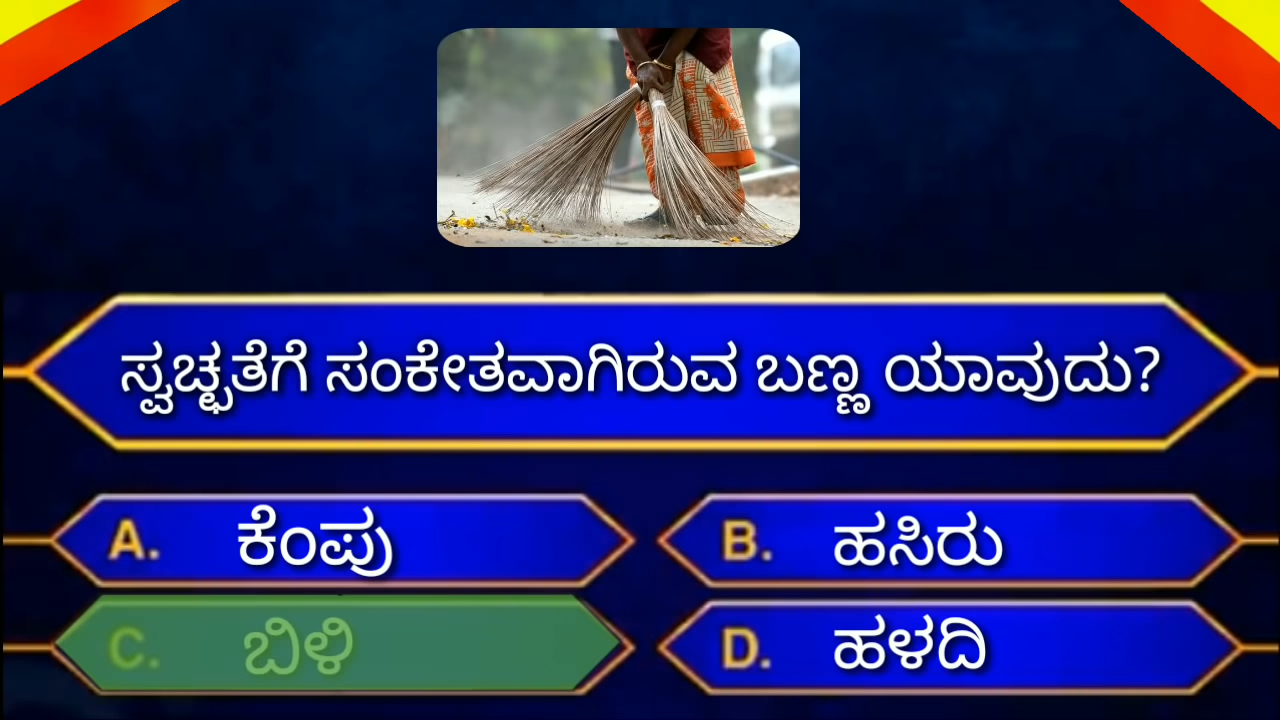 ಸ್ವಚ್ಛತೆಗೆ ಸಂಕೇತವಾಗಿರುವ ಬಣ್ಣ ಯಾವುದು?
A. ಕೆಂಪು
B. ಹಸಿರು
C. ಬಿಳಿ
D. ಹಳದಿ